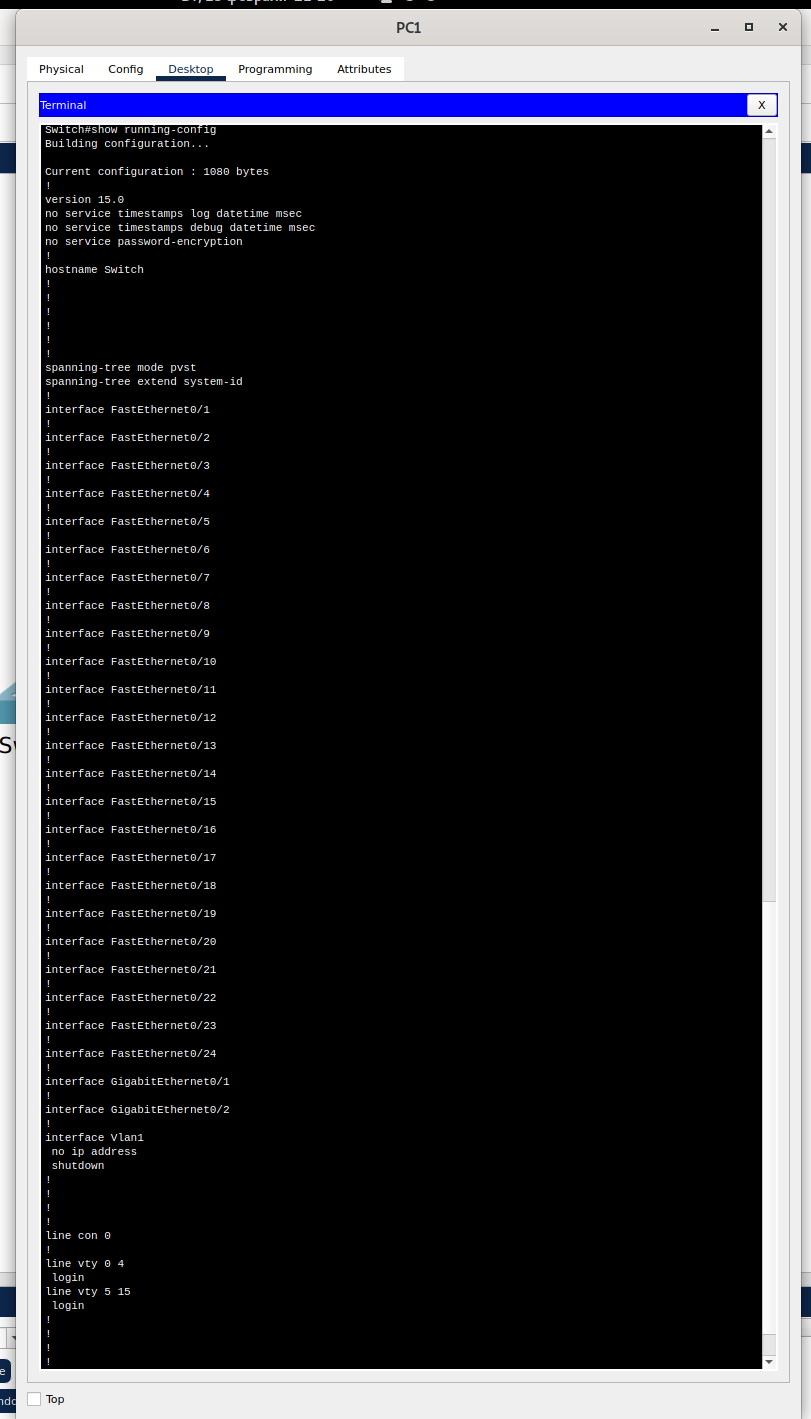 PC1
Physical Config Desktop Programming Attributes
Terminal X
Switch#show running-config
Building configuration...
Current configuration : 1080 bytes
!
version 15.0
no service timestamps log datetime msec
no service timestamps debug datetime msec
no service password-encryption
!
hostname Switch
!
!
!
!
!
!
spanning-tree mode pvst
spanning-tree extend system-id
!
interface FastEthernet0/1
!
interface FastEthernet0/2
!
interface FastEthernet0/3
!
interface FastEthernet0/4
!
interface FastEthernet0/5
!
interface FastEthernet0/6
!
interface FastEthernet0/7
!
interface FastEthernet0/8
!
interface FastEthernet0/9
!
interface FastEthernet0/10
!
interface FastEthernet0/11
!
interface FastEthernet0/12
!
interface FastEthernet0/13
!
interface FastEthernet0/14
!
interface FastEthernet0/15
!
interface FastEthernet0/16
!
interface FastEthernet0/17
!
interface FastEthernet0/18
!
interface FastEthernet0/19
!
interface FastEthernet0/20
!
interface FastEthernet0/21
!
interface FastEthernet0/22
!
interface FastEthernet0/23
!
interface FastEthernet0/24
!
interface GigabitEthernet0/1
!
interface GigabitEthernet0/2
!
interface Vlan1
 no ip address
 shutdown
!
!
!
!
line con 0
!
line vty 0 4
 login
line vty 5 15
 login
!
!
!
!
Top